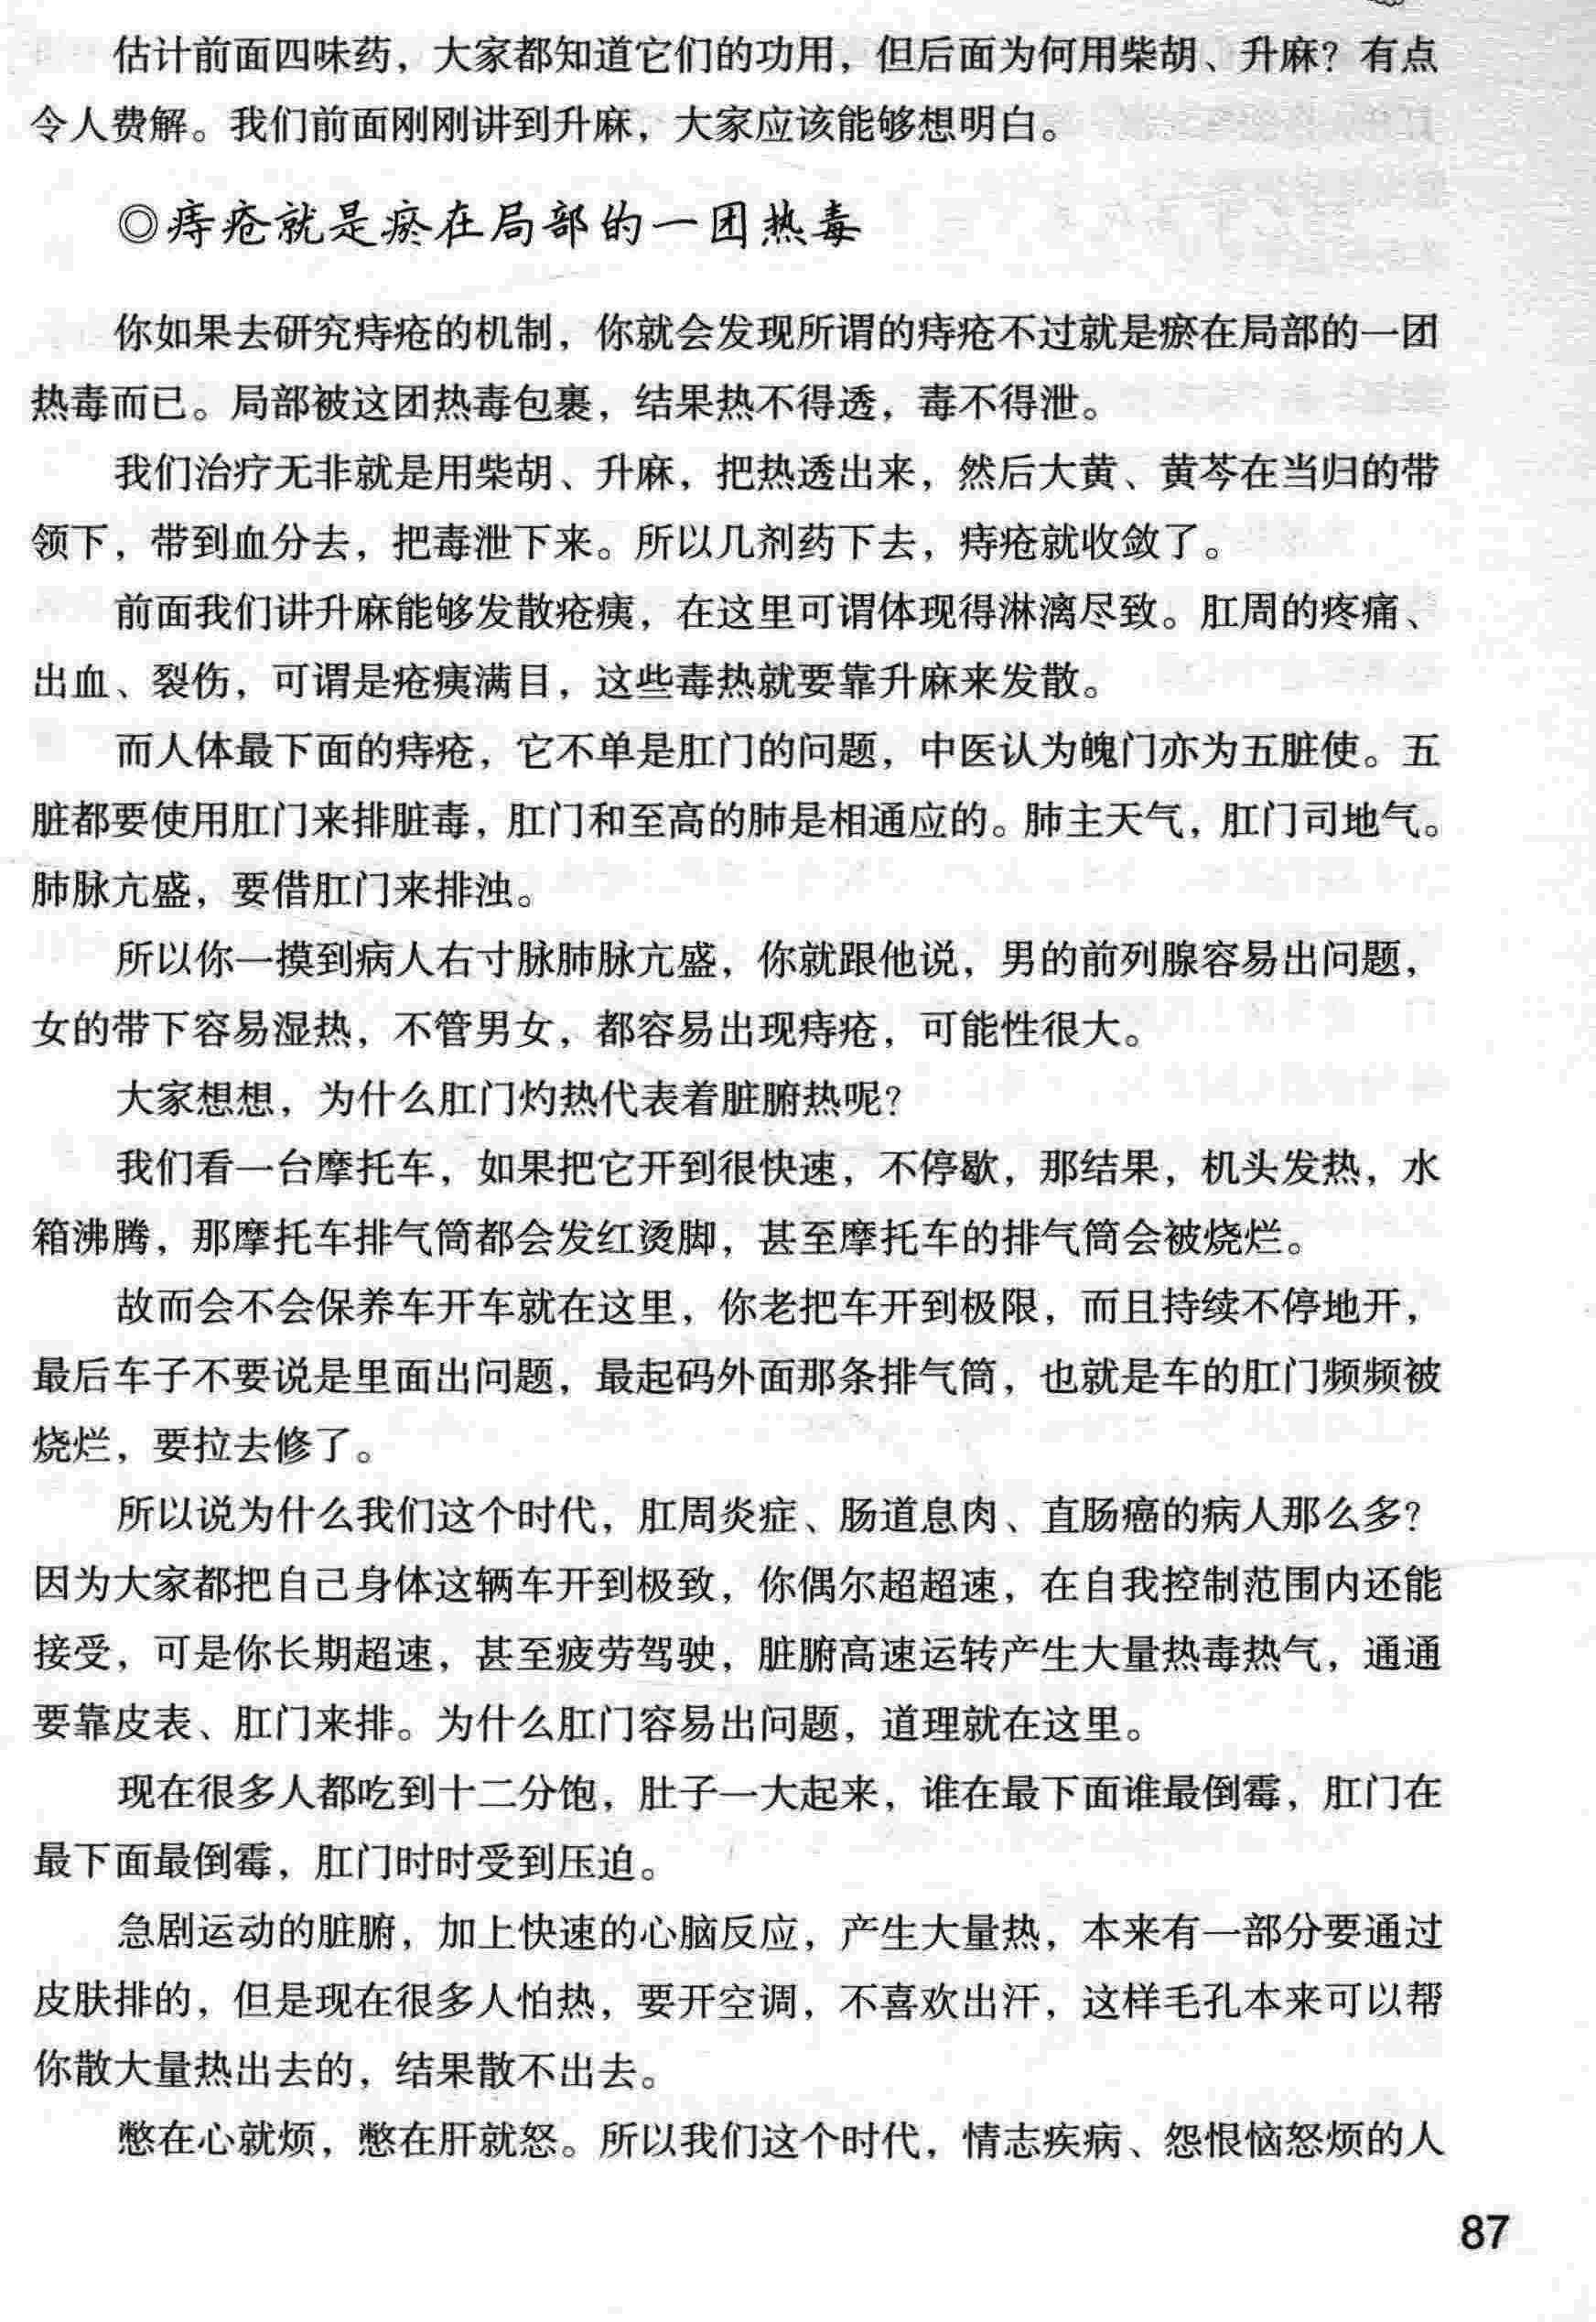 估计前面四味药，大家都知道它们的功用，但后面为何用柴胡、升麻？有点
令人费解。我们前面刚刚讲到升麻，大家应该能够想明白。
◎痔疮就是瘀在局部的一团热毒
你如果去研究痔疮的机制，你就会发现所谓的痔疮不过就是瘀在局部的一团
热毒而已。局部被这团热毒包裹，结果热不得透，毒不得泄。
我们治疗无非就是用柴胡、升麻，把热透出来，然后大黄、黄芩在当归的带
领下，带到血分去，把毒泄下来。所以几剂药下去，痔疮就收敛了。
前面我们讲升麻能够发散疮痍，在这里可谓体现得淋漓尽致。肛周的疼痛、
出血、裂伤，可谓是疮痍满目，这些毒热就要靠升麻来发散。
而人体最下面的痔疮，它不单是肛门的问题，中医认为魄门亦为五脏使。五
脏都要使用肛门来排脏毒，肛门和至高的肺是相通应的。肺主天气，肛门司地气。
肺脉亢盛，要借肛门来排浊。
所以你一摸到病人右寸脉肺脉亢盛，你就跟他说，男的前列腺容易出问题，
女的带下容易湿热，不管男女，都容易出现痔疮，可能性很大。
大家想想，为什么肛门灼热代表着脏腑热呢？
我们看一台摩托车，如果把它开到很快速，不停歇，那结果，机头发热，水
箱沸腾，那摩托车排气筒都会发红烫脚，甚至摩托车的排气筒会被烧烂。
故而会不会保养车开车就在这里，你老把车开到极限，而且持续不停地开，
最后车子不要说是里面出问题，最起码外面那条排气筒，也就是车的肛门频频被
烧烂，要拉去修了。
所以说为什么我们这个时代，肛周炎症、肠道息肉、直肠癌的病人那么多？
因为大家都把自己身体这辆车开到极致，你偶尔超超速，在自我控制范围内还能
接受，可是你长期超速，甚至疲劳驾驶，脏腑高速运转产生大量热毒热气，通通
要靠皮表、肛门来排。为什么肛门容易出问题，道理就在这里。
现在很多人都吃到十二分饱，肚子一大起来，谁在最下面谁最倒霉，肛门在
最下面最倒霉，肛门时时受到压迫。
急剧运动的脏腑，加上快速的心脑反应，产生大量热，本来有一部分要通过
皮肤排的，但是现在很多人怕热，要开空调，不喜欢出汗，这样毛孔本来可以帮
你散大量热出去的，结果散不出去。
憋在心就烦，憋在肝就怒。所以我们这个时代，情志疾病、怨恨恼怒烦的人
87